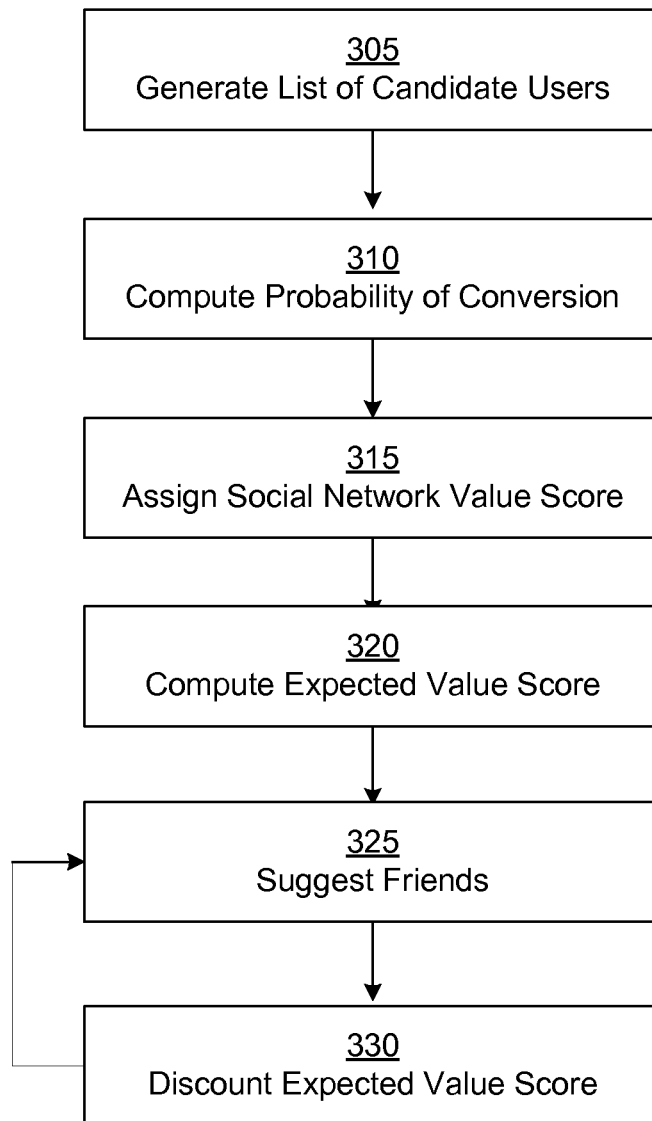 305
Generate List of Candidate Users
310
Compute Probability of Conversion
315
Assign Social Network Value Score
320
Compute Expected Value Score
325
Suggest Friends
330
Discount Expected Value Score